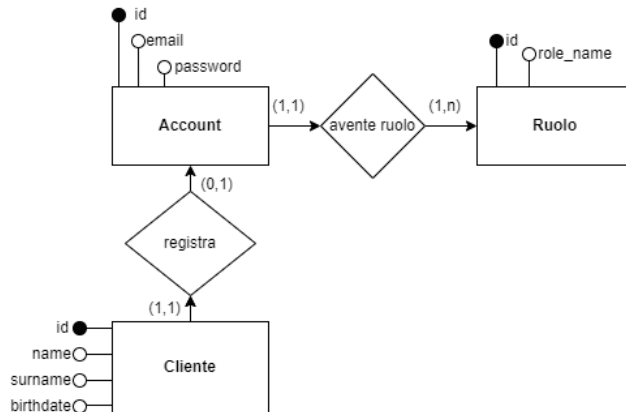 id
email
password
Account
(1,1)
avente ruolo
(1,n)
id
role_name
Ruolo
(0,1)
registra
(1,1)
id
name
surname
birthdate
Cliente